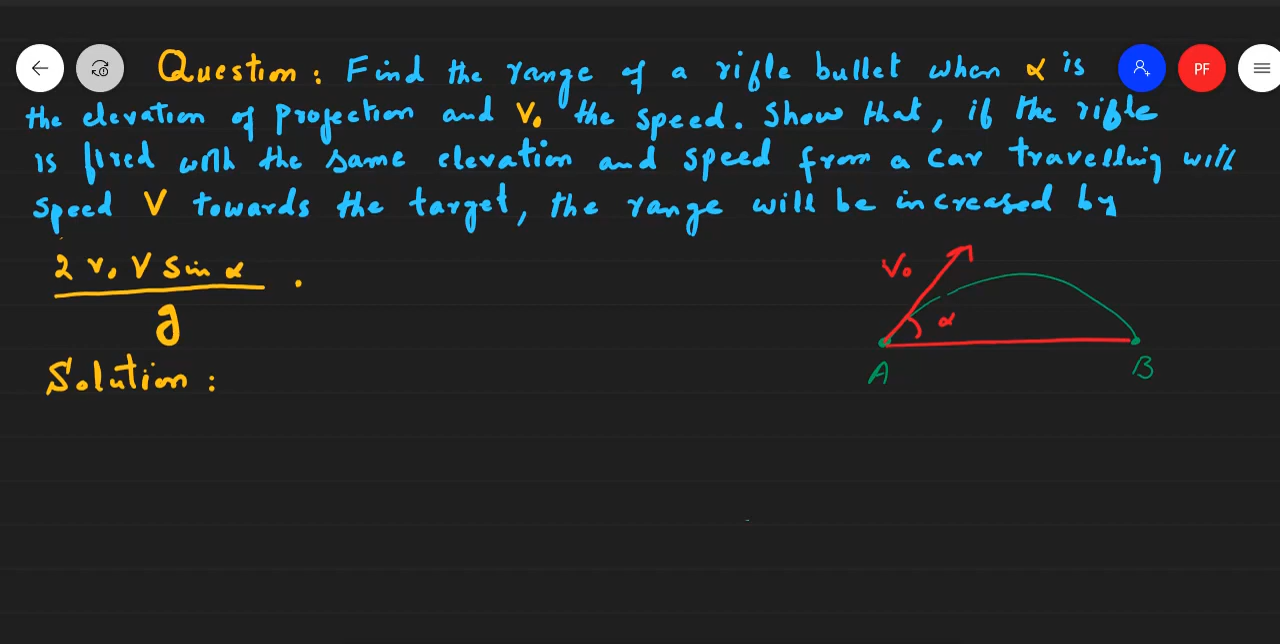 Question : Find the range of a rifle bullet when α is
PF
the elevation of projection and V₀ the speed. Show that, if the rifle
is fired with the same elevation and speed from a car travelling with
speed V towards the target, the range will be increased by
2 v₀ V Sin α
g
.
V₀
α
A
B
Solution :